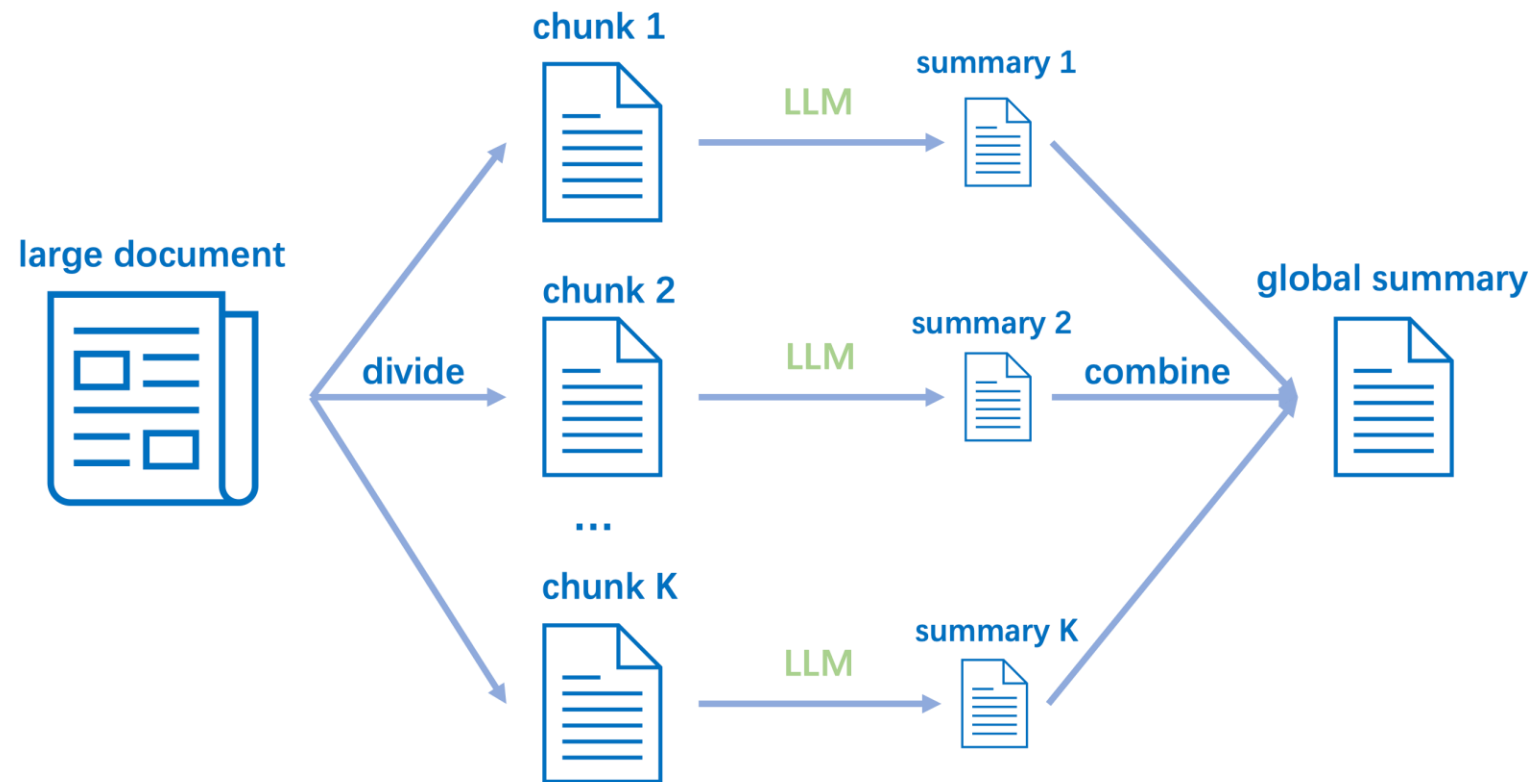 large document
divide
chunk 1
LLM
summary 1
chunk 2
LLM
summary 2
...
chunk K
LLM
summary K
combine
global summary